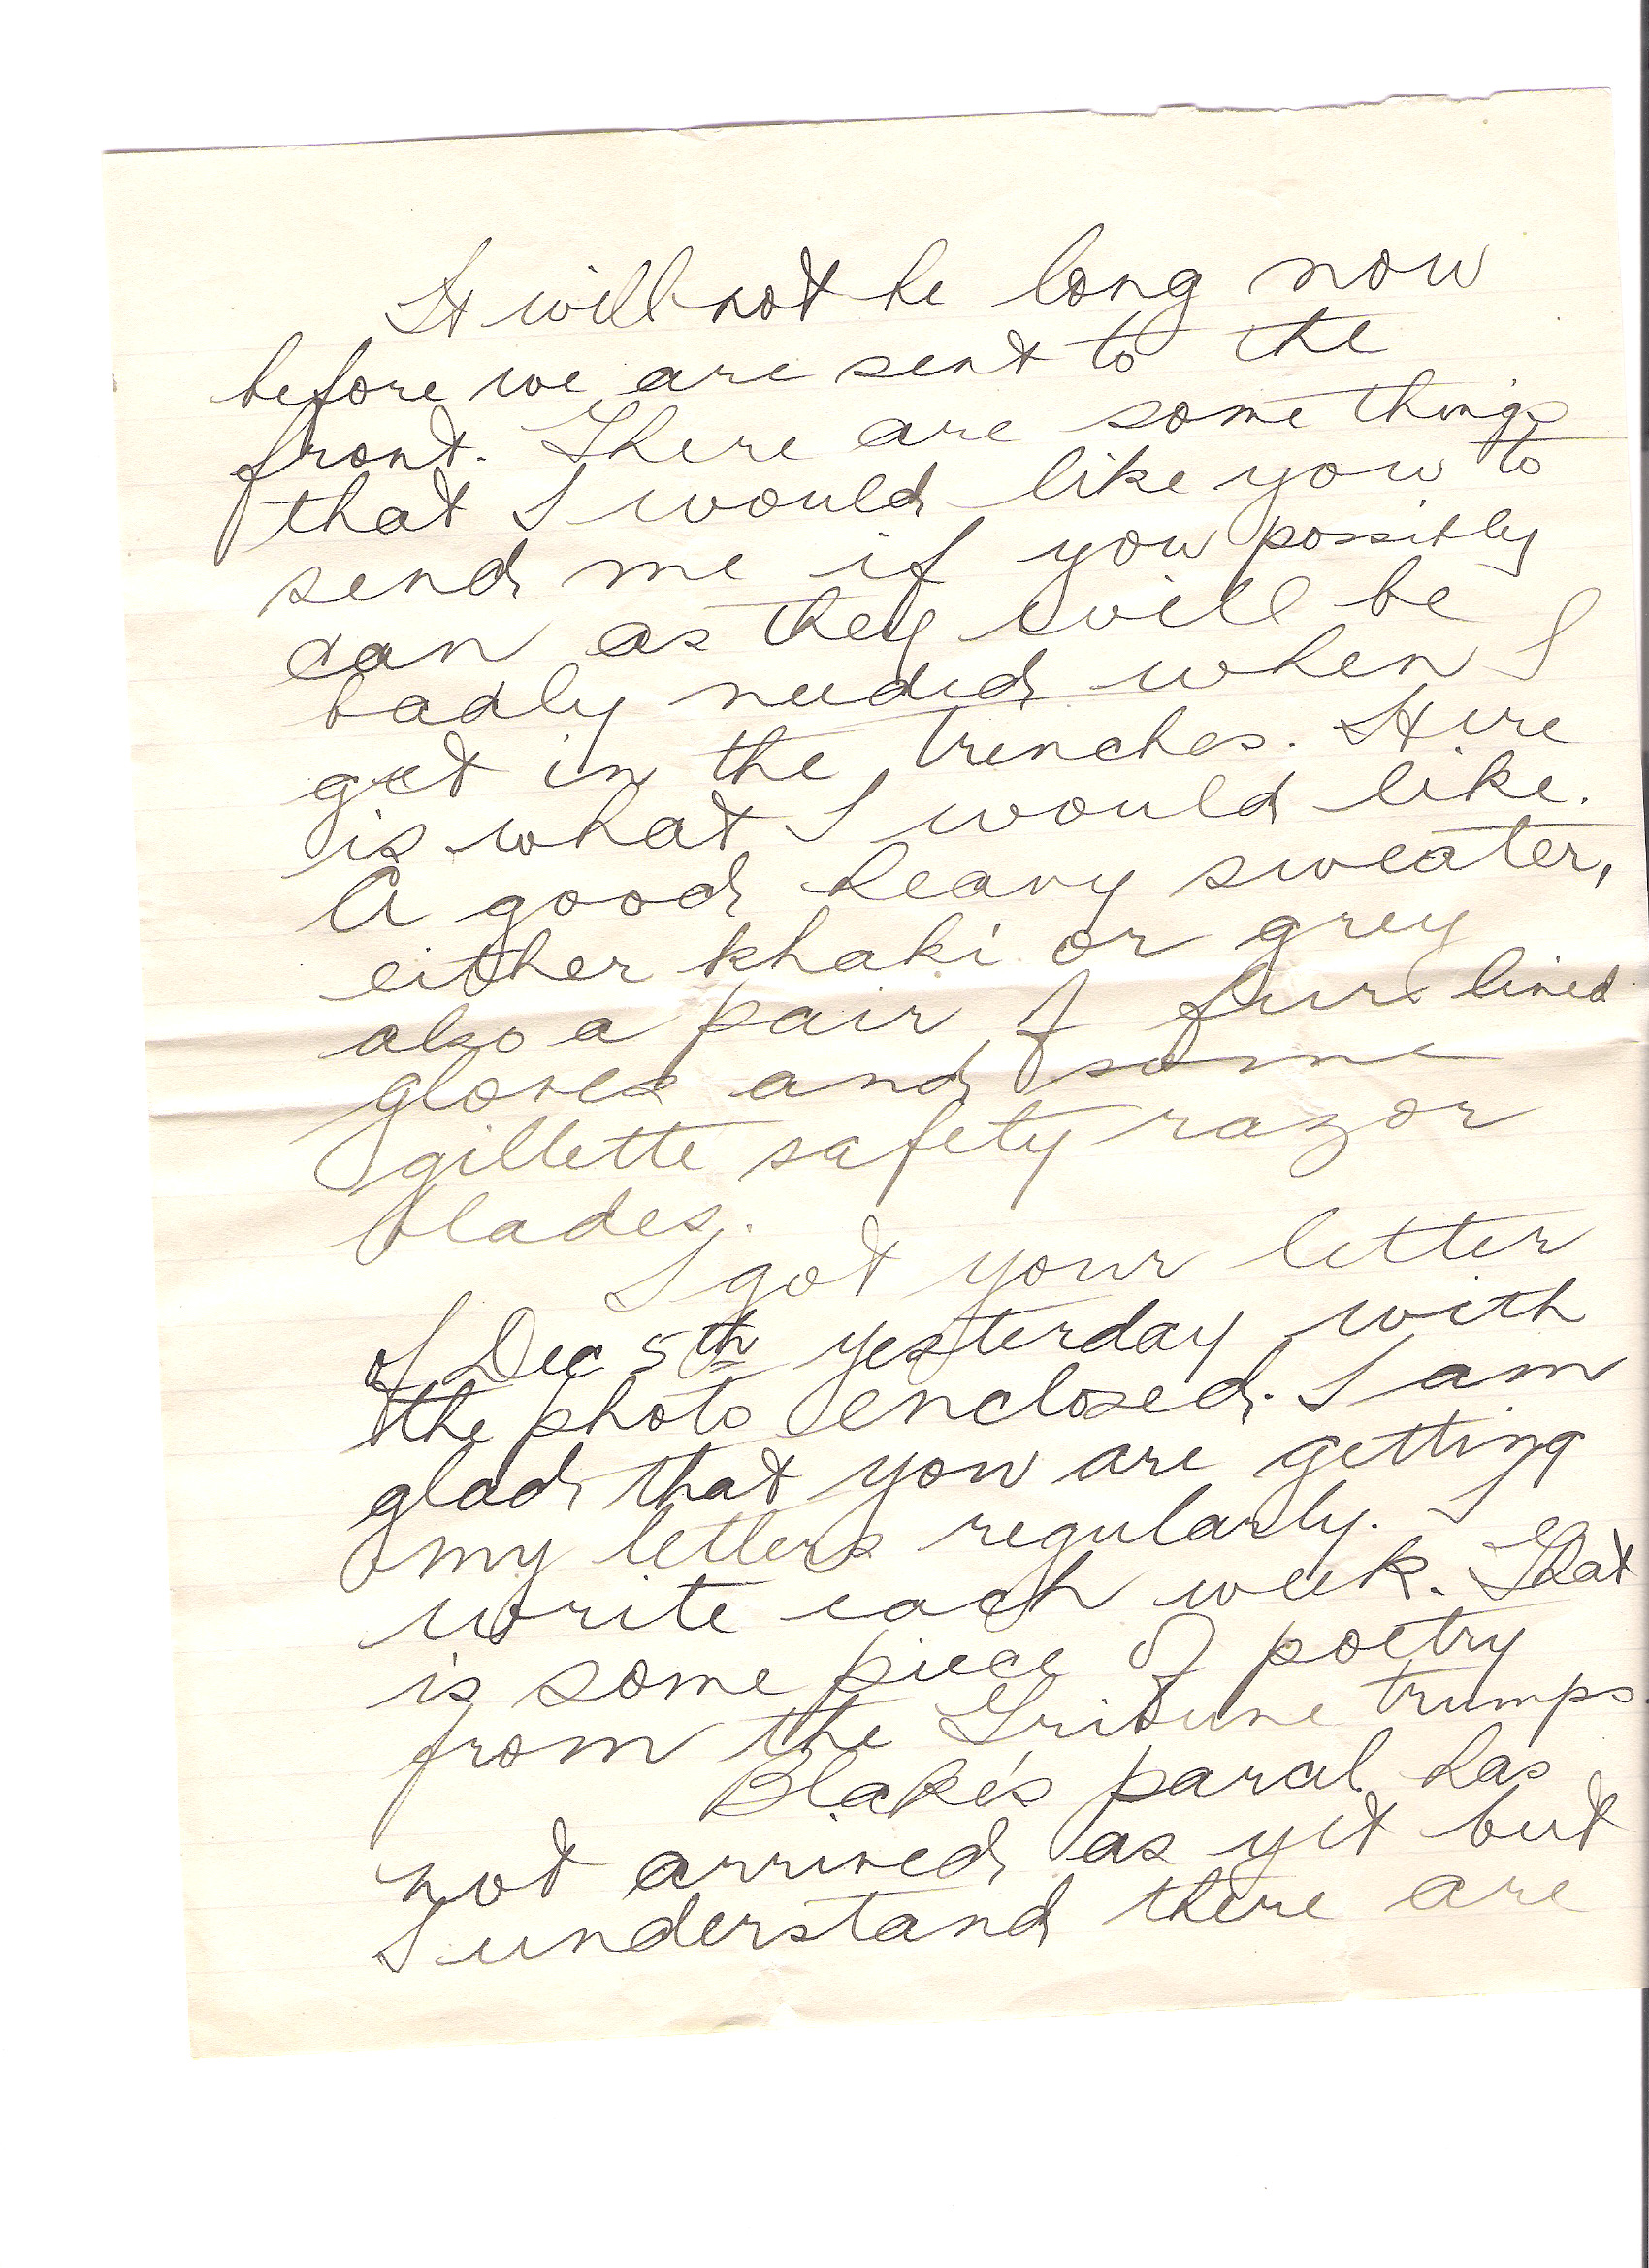 It will not be long now
before we are sent to the
front. There are some things
that I would like you to
send me if you possibly
can as they will be
badly needed when I
get in the trenches. Here
is what I would like.
A good heavy sweater,
either khaki or grey
also a pair of fur lined
gloves and some
gillette safety razor
blades.
I got your letter
of Dec 5th yesterday with
the photo enclosed. I am
glad that you are getting
my letters regularly. I
write each week. That
is some piece of poetry
from the Tribune trumps.
Blake's parcel has
not arrived as yet but
I understand there are